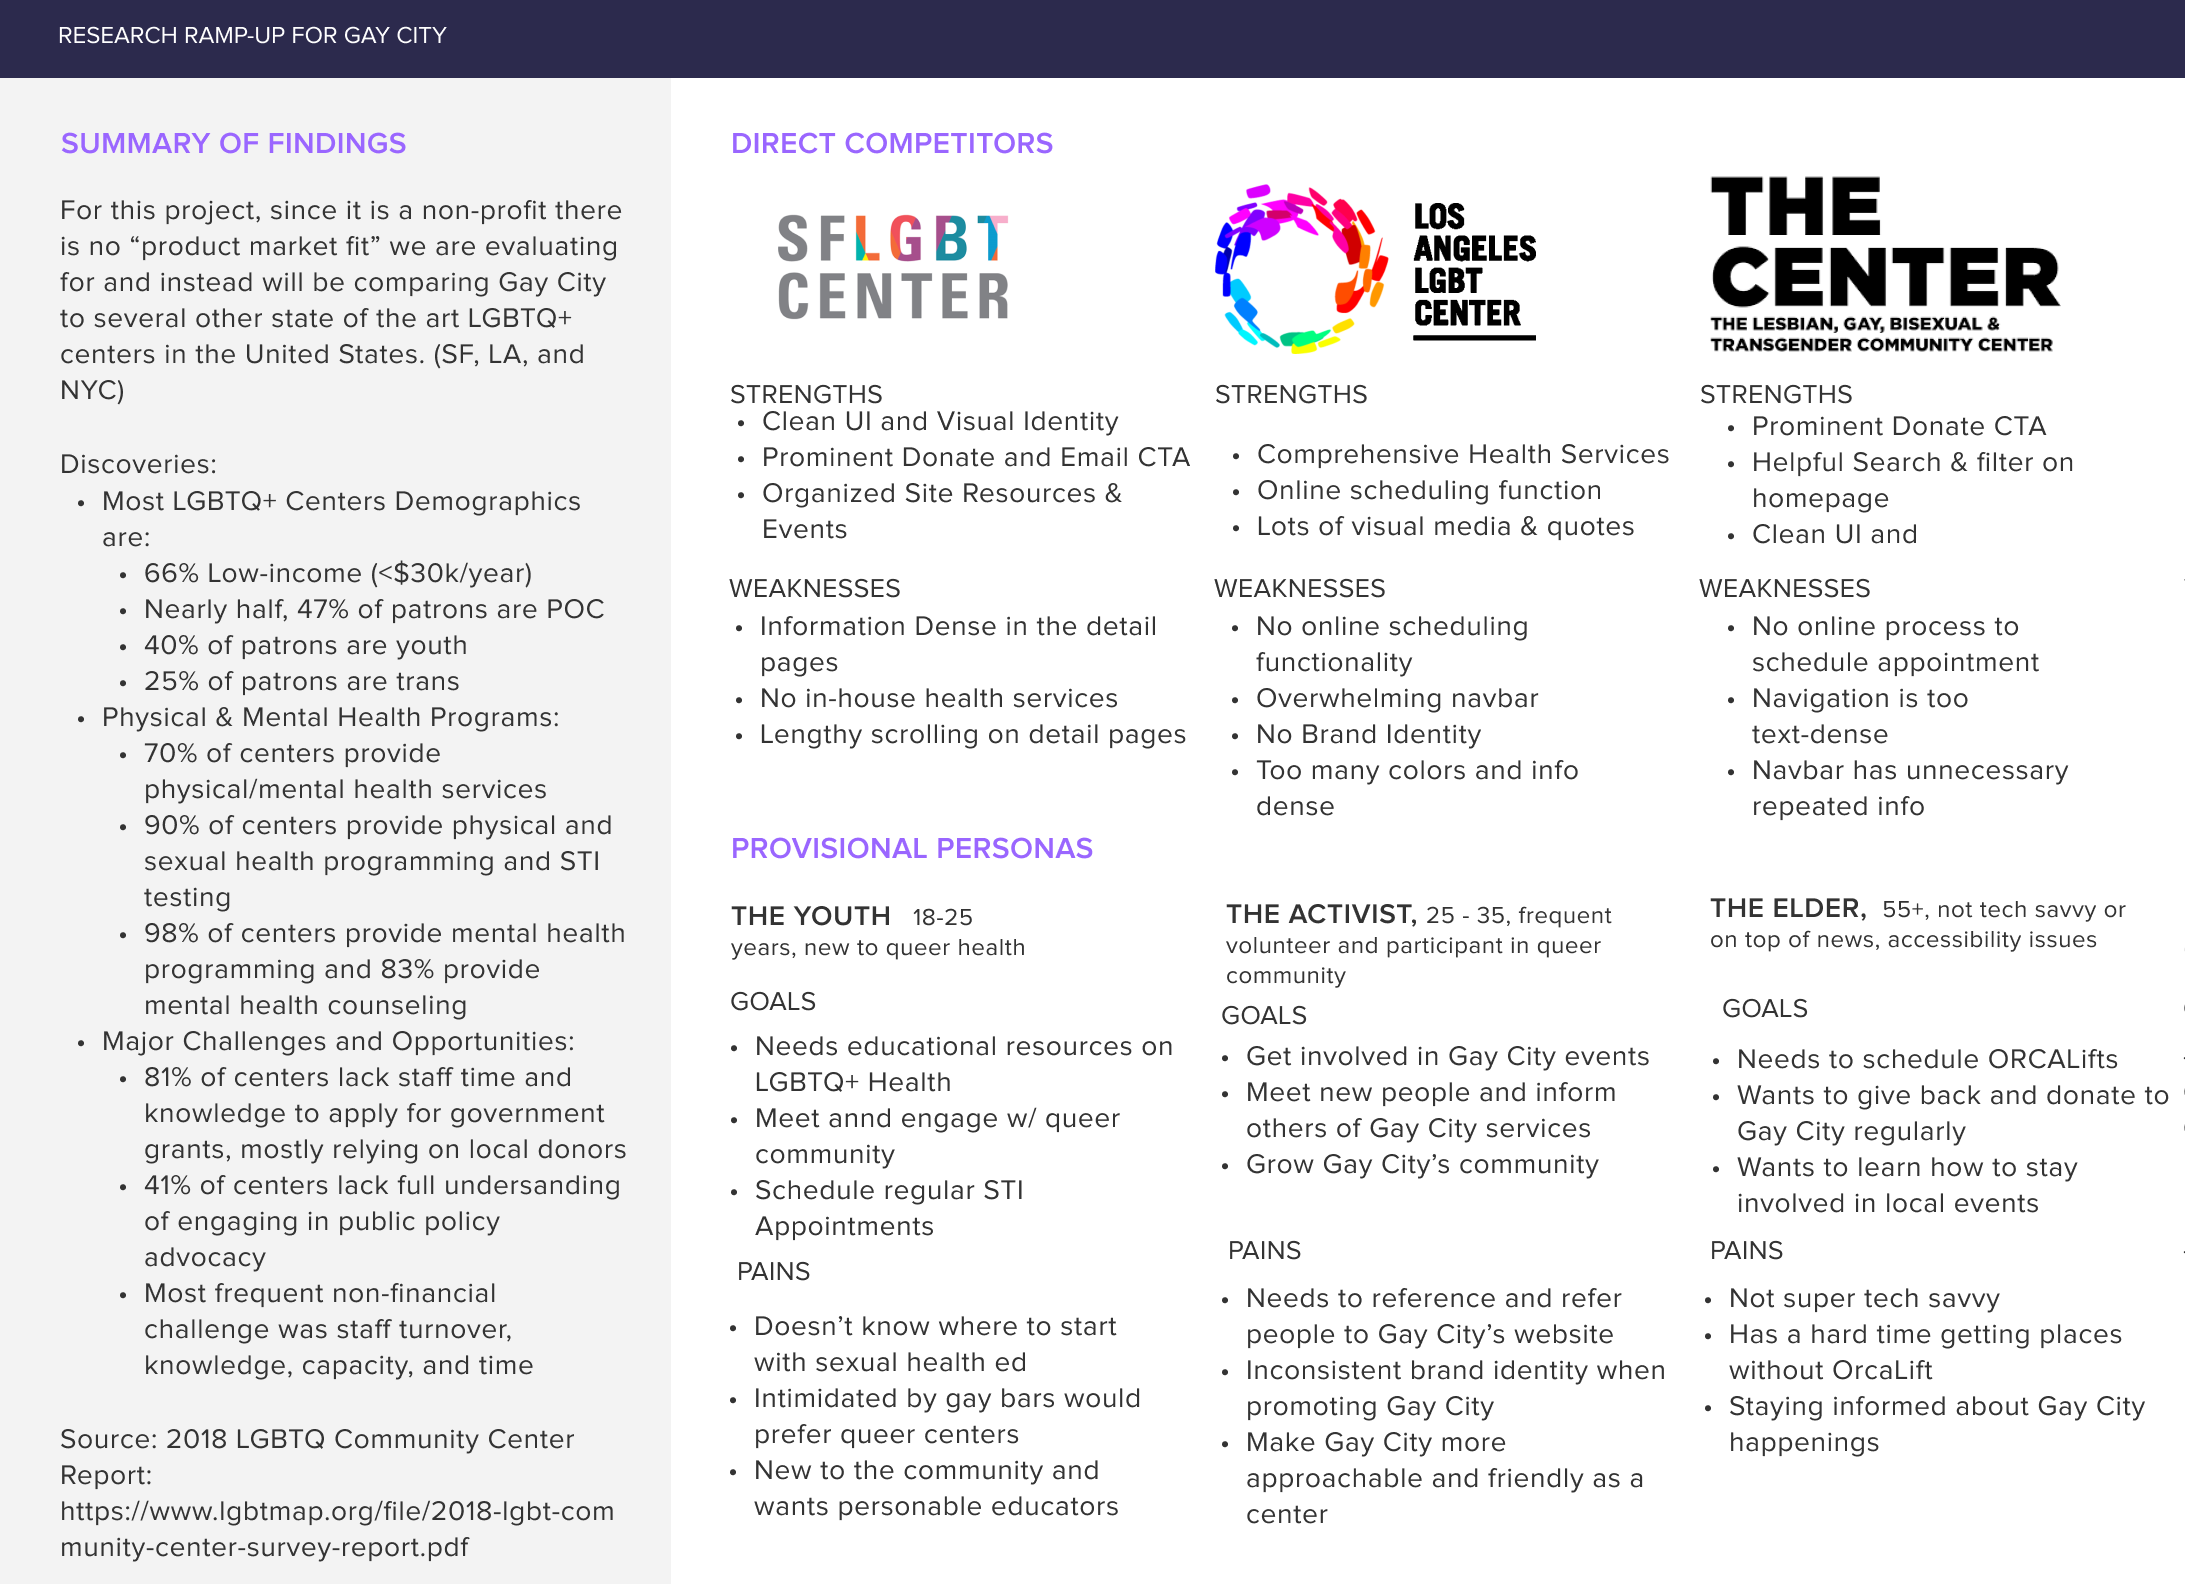 RESEARCH RAMP-UP FOR GAY CITY
SUMMARY OF FINDINGS
For this project, since it is a non-profit there
is no “product market fit” we are evaluating
for and instead will be comparing Gay City
to several other state of the art LGBTQ+
centers in the United States. (SF, LA, and
NYC)
Discoveries:
• Most LGBTQ+ Centers Demographics
are:
• 66% Low-income (<$30k/year)
• Nearly half, 47% of patrons are POC
• 40% of patrons are youth
• 25% of patrons are trans
• Physical & Mental Health Programs:
• 70% of centers provide
physical/mental health services
• 90% of centers provide physical and
sexual health programming and STI
testing
• 98% of centers provide mental health
programming and 83% provide
mental health counseling
• Major Challenges and Opportunities:
• 81% of centers lack staff time and
knowledge to apply for government
grants, mostly relying on local donors
• 41% of centers lack full undersanding
of engaging in public policy
advocacy
• Most frequent non-financial
challenge was staff turnover,
knowledge, capacity, and time
Source: 2018 LGBTQ Community Center
Report:
https://www.lgbtmap.org/file/2018-lgbt-com
munity-center-survey-report.pdf
DIRECT COMPETITORS
SFLGBT
CENTER
STRENGTHS
• Clean UI and Visual Identity
• Prominent Donate and Email CTA
• Organized Site Resources &
Events
WEAKNESSES
• Information Dense in the detail
pages
• No in-house health services
• Lengthy scrolling on detail pages
LOS
ANGELES
LGBT
CENTER
STRENGTHS
• Comprehensive Health Services
• Online scheduling function
• Lots of visual media & quotes
WEAKNESSES
• No online scheduling
functionality
• Overwhelming navbar
• No Brand Identity
• Too many colors and info
dense
THE
CENTER
THE LESBIAN, GAY, BISEXUAL &
TRANSGENDER COMMUNITY CENTER
STRENGTHS
• Prominent Donate CTA
• Helpful Search & filter on
homepage
• Clean UI and
WEAKNESSES
• No online process to
schedule appointment
• Navigation is too
text-dense
• Navbar has unnecessary
repeated info
PROVISIONAL PERSONAS
THE YOUTH 18-25
years, new to queer health
GOALS
• Needs educational resources on
LGBTQ+ Health
• Meet annd engage w/ queer
community
• Schedule regular STI
Appointments
PAINS
• Doesn’t know where to start
with sexual health ed
• Intimidated by gay bars would
prefer queer centers
• New to the community and
wants personable educators
THE ACTIVIST, 25 - 35, frequent
volunteer and participant in queer
community
GOALS
• Get involved in Gay City events
• Meet new people and inform
others of Gay City services
• Grow Gay City’s community
PAINS
• Needs to reference and refer
people to Gay City’s website
• Inconsistent brand identity when
promoting Gay City
• Make Gay City more
approachable and friendly as a
center
THE ELDER, 55+, not tech savvy or
on top of news, accessibility issues
GOALS
• Needs to schedule ORCALifts
• Wants to give back and donate to
Gay City regularly
• Wants to learn how to stay
involved in local events
PAINS
• Not super tech savvy
• Has a hard time getting places
without OrcaLift
• Staying informed about Gay City
happenings